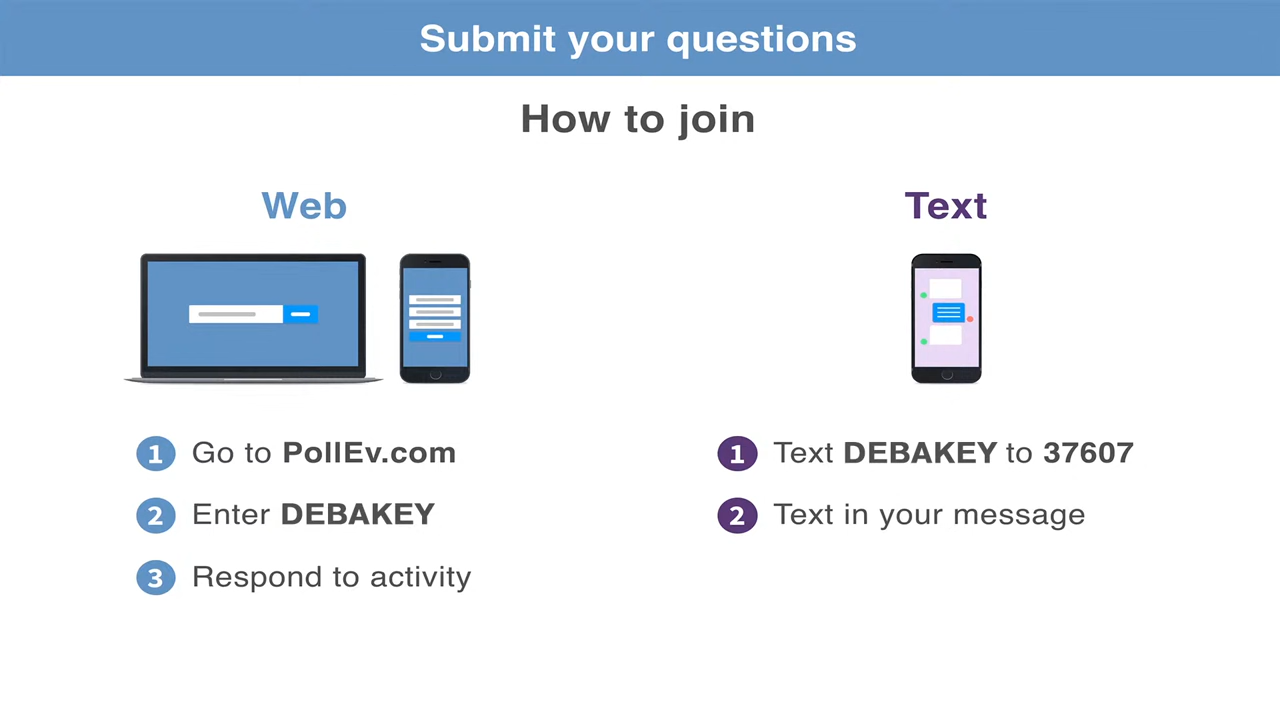 Submit your questions
How to join
Web
1 Go to PollEv.com
2 Enter DEBAKEY
3 Respond to activity
Text
1 Text DEBAKEY to 37607
2 Text in your message